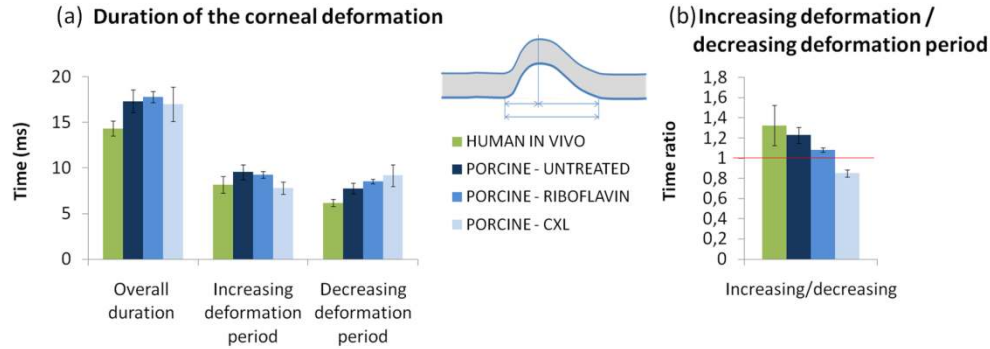 (a) Duration of the corneal deformation
20
15
10
5
0
Time (ms)
Overall
duration
Increasing
deformation
period
Decreasing
deformation
period
HUMAN IN VIVO
PORCINE - UNTREATED
PORCINE - RIBOFLAVIN
PORCINE - CXL
(b) Increasing deformation /
decreasing deformation period
1,8
1,6
1,4
1,2
1
0,8
0,6
0,4
0,2
0
Time ratio
Increasing/decreasing